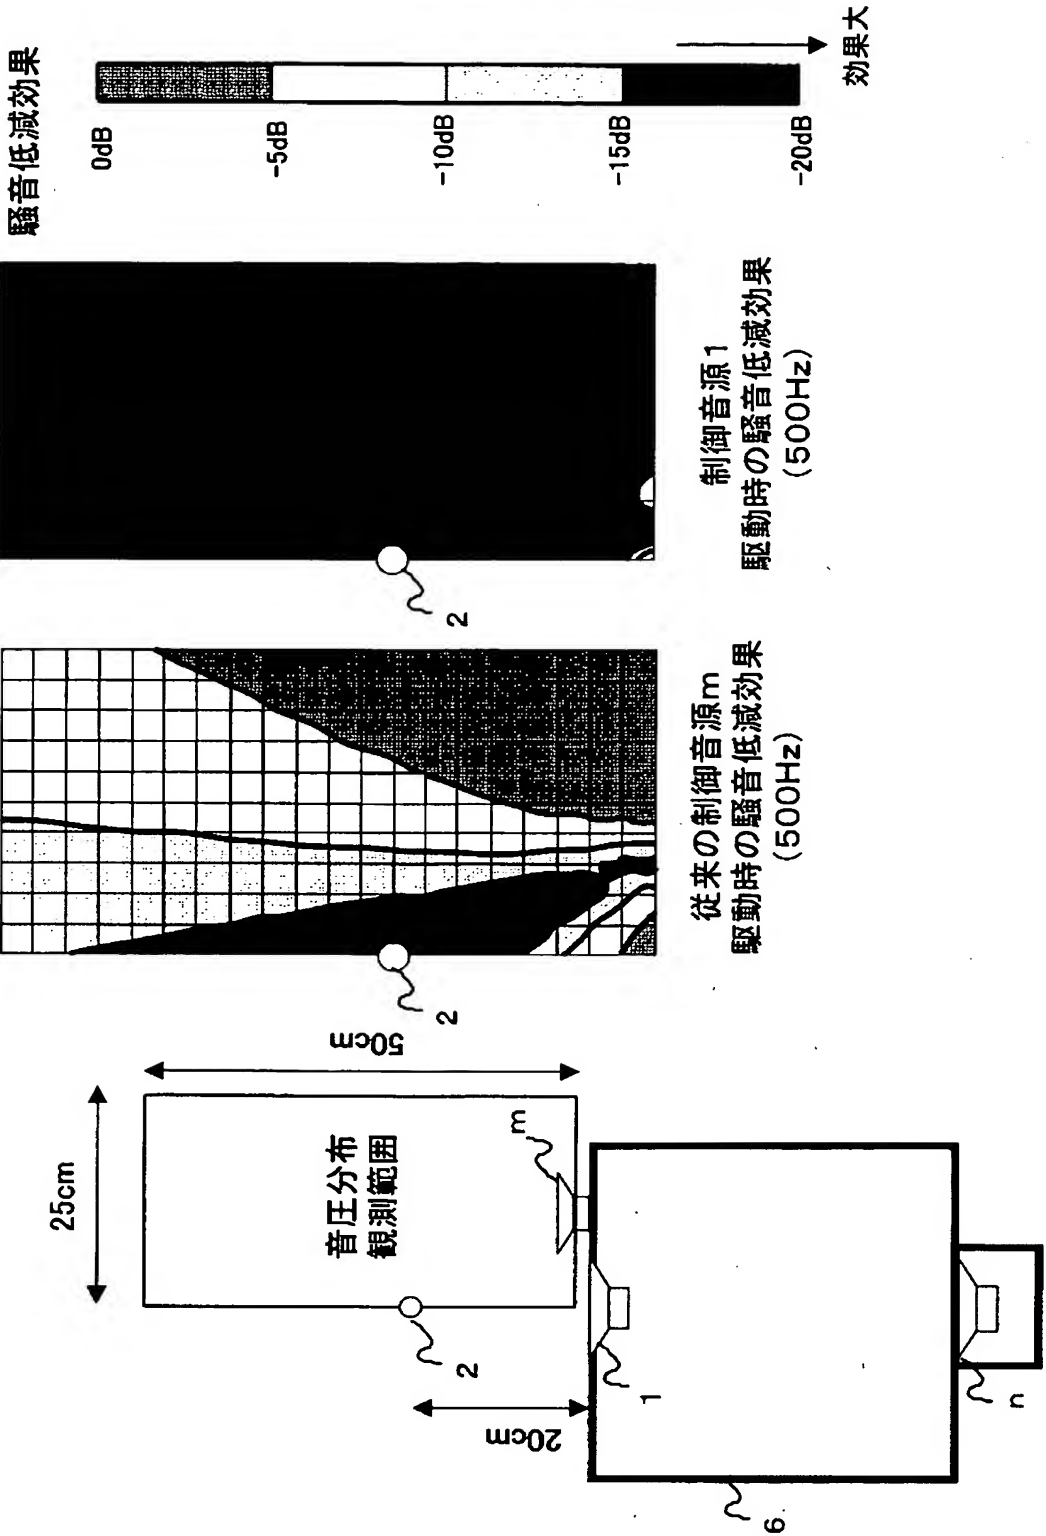 25cm
50cm
音圧分布
観測範囲
m
2
20cm
1
n
6
2
従来の制御音源m
駆動時の騒音低減効果
(500Hz)
2
制御音源1
駆動時の騒音低減効果
(500Hz)
騒音低減効果
0dB
-5dB
-10dB
-15dB
-20dB
効果大